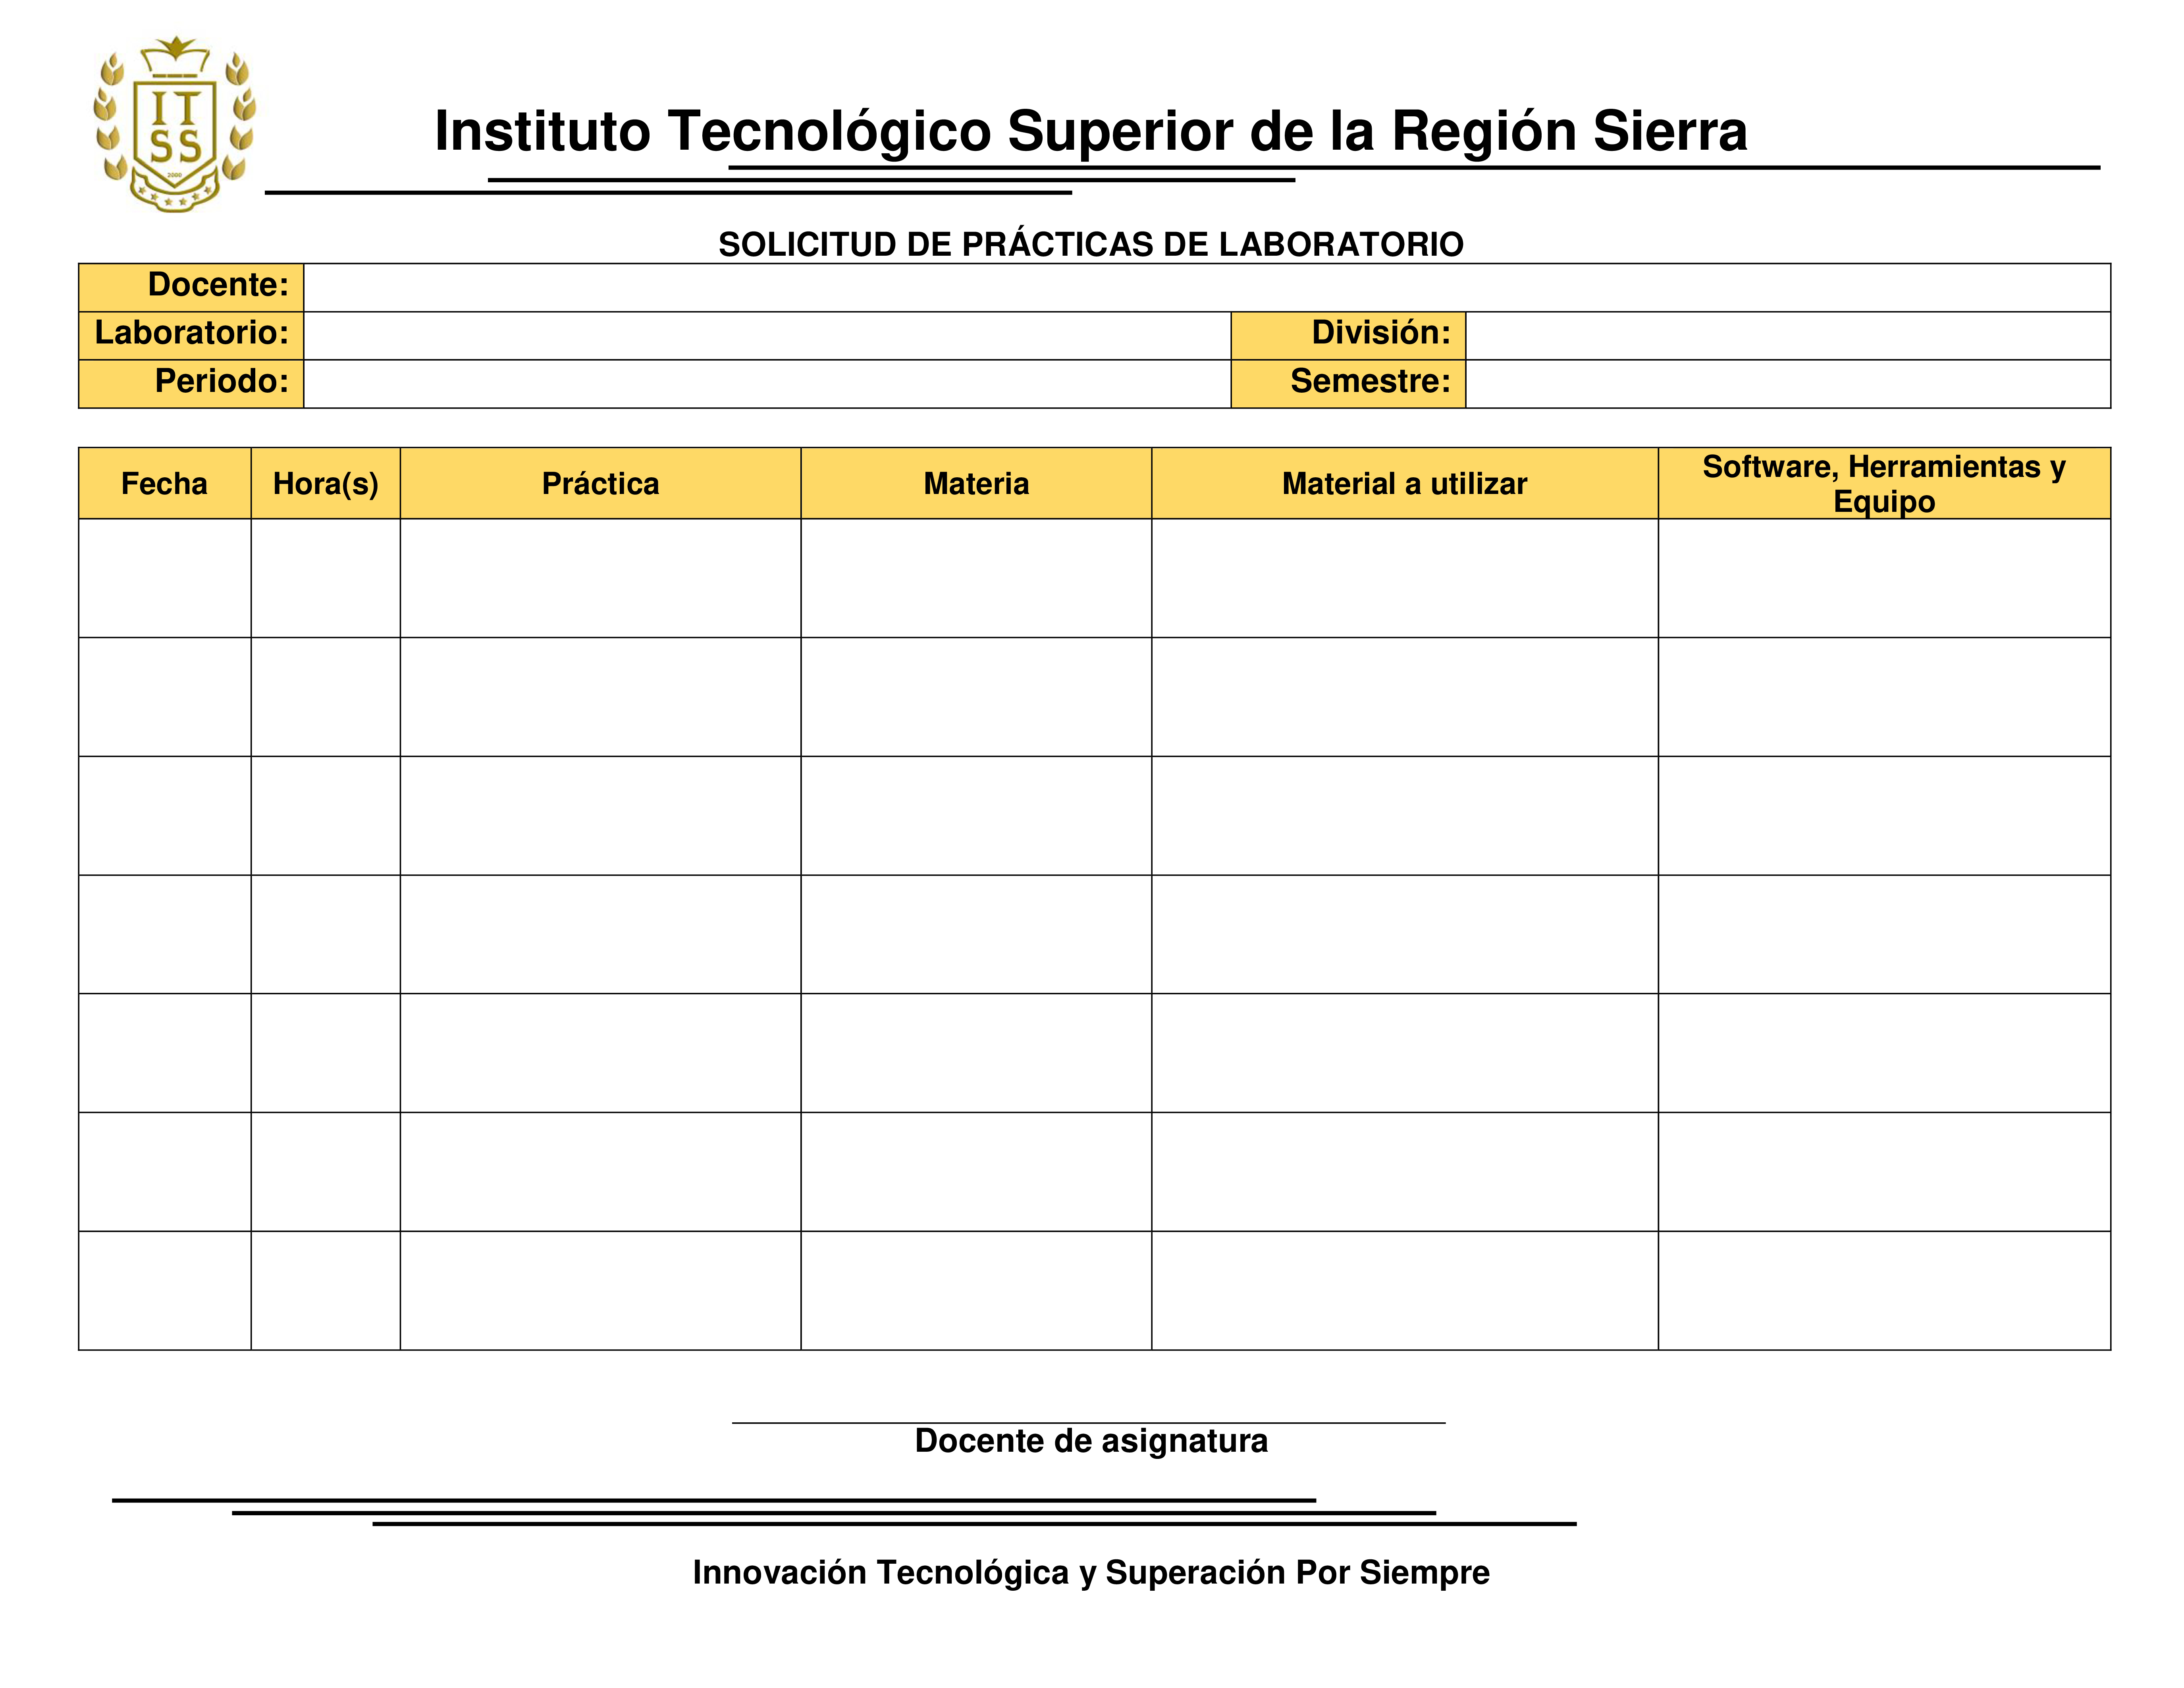 IT
SS
2000
Instituto Tecnológico Superior de la Región Sierra
SOLICITUD DE PRÁCTICAS DE LABORATORIO
Docente:
Laboratorio: División:
Periodo: Semestre:
Fecha Hora(s) Práctica Materia Material a utilizar Software, Herramientas y
Equipo
Docente de asignatura
Innovación Tecnológica y Superación Por Siempre